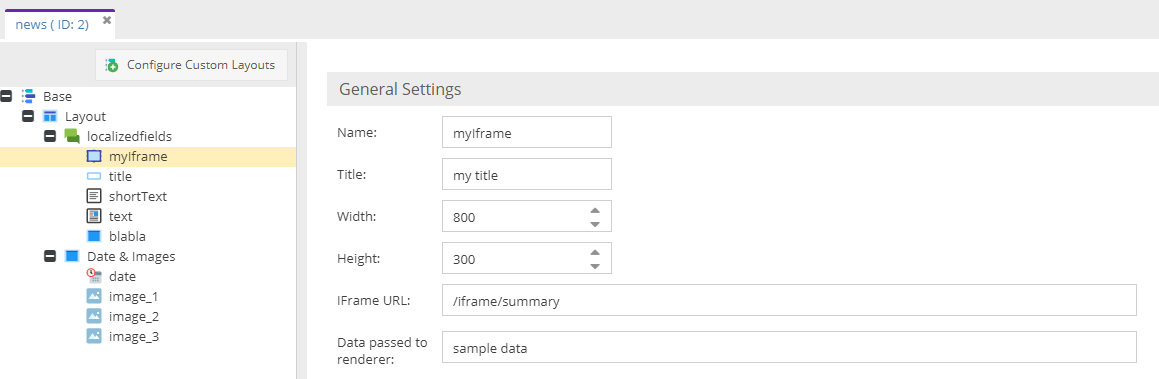 news ( ID: 2)
Configure Custom Layouts
Base
Layout
localizedfields
myIframe
title
shortText
text
blabla
Date & Images
date
image_1
image_2
image_3
General Settings
Name: myIframe
Title: my title
Width: 800
Height: 300
IFrame URL: /iframe/summary
Data passed to
renderer: sample data